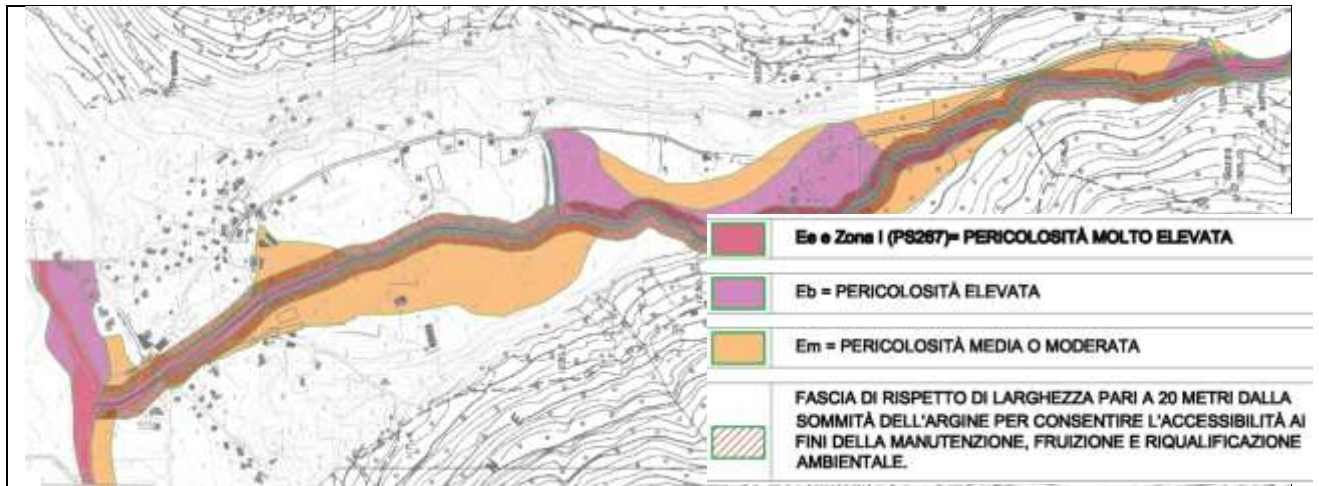 Ee e Zona I (PS267)= PERICOLOSITÀ MOLTO ELEVATA
Eb = PERICOLOSITÀ ELEVATA
Em = PERICOLOSITÀ MEDIA O MODERATA
FASCIA DI RISPETTO DI LARGHEZZA PARI A 20 METRI DALLA
SOMMITÀ DELL'ARGINE PER CONSENTIRE L'ACCESSIBILITÀ AI
FINI DELLA MANUTENZIONE, FRUIZIONE E RIQUALIFICAZIONE
AMBIENTALE.